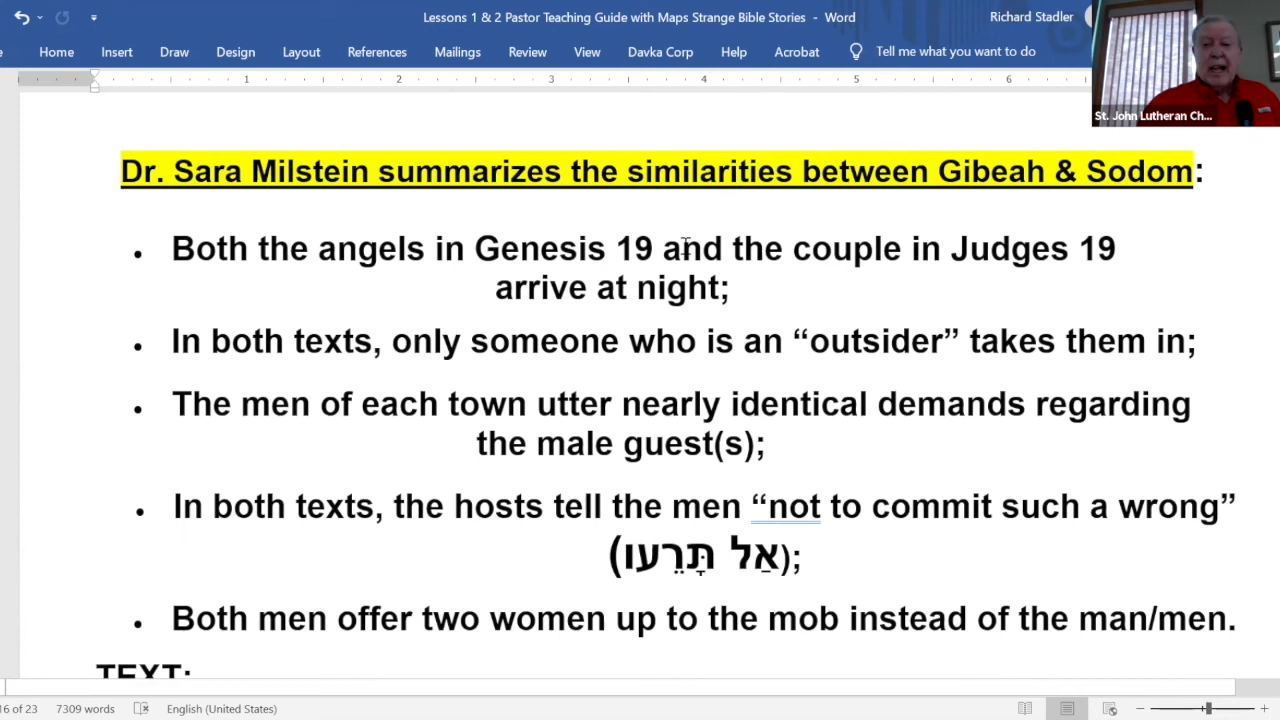 Lessons 1 & 2 Pastor Teaching Guide with Maps Strange Bible Stories - Word
Richard Stadler
Home Insert Draw Design Layout References Mailings Review View Davka Corp Help Acrobat Tell me what you want to do
St. John Lutheran Ch...
1 2 3 4 5 6
Dr. Sara Milstein summarizes the similarities between Gibeah & Sodom:
• Both the angels in Genesis 19 and the couple in Judges 19
arrive at night;
• In both texts, only someone who is an “outsider” takes them in;
• The men of each town utter nearly identical demands regarding
the male guest(s);
• In both texts, the hosts tell the men “not to commit such a wrong”
(אַל תָּרֵעו);
• Both men offer two women up to the mob instead of the man/men.
TEXT:
16 of 23 7309 words English (United States)